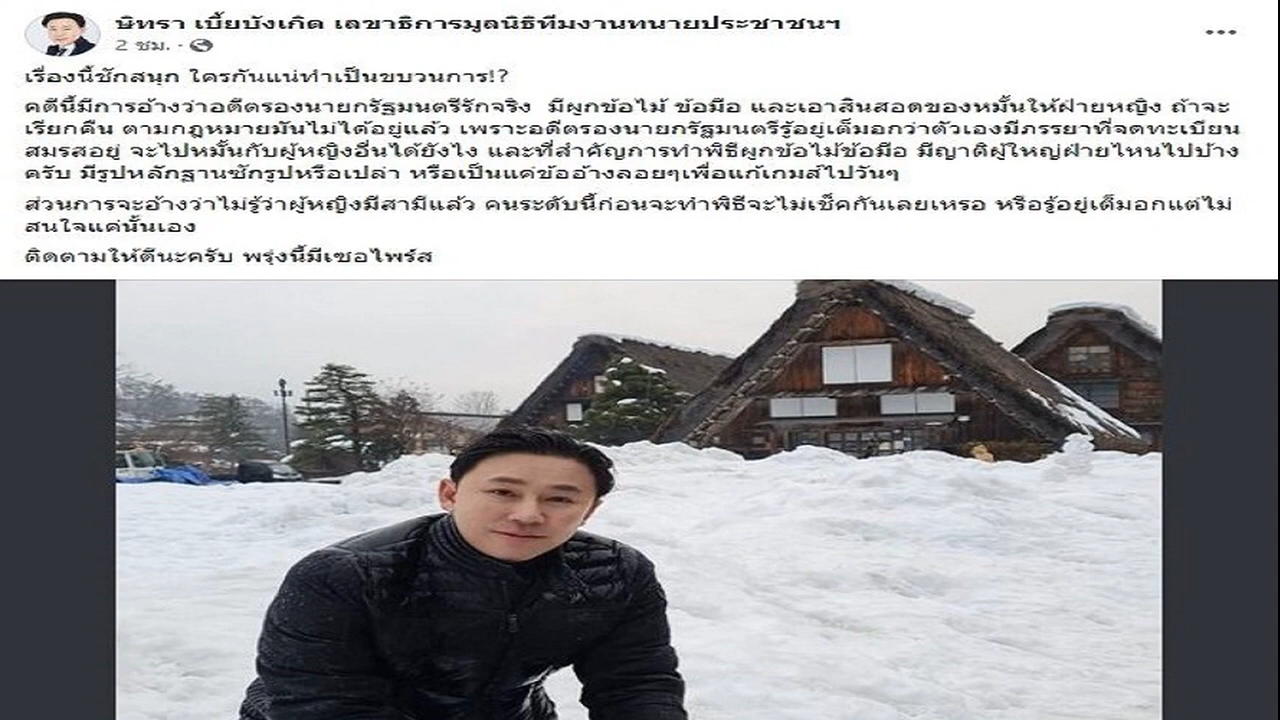 ษิทรา เบี้ยบังเกิด เลขาธิการมูลนิธิทีมงานทนายประชาชนฯ
2 ชม. ·
เรื่องนี้ชักสนุก ใครกันแน่ทำเป็นขบวนการ!?
คดีนี้มีการอ้างว่าอดีตรองนายกรัฐมนตรีรักจริง มีผูกข้อไม้ ข้อมือ และเอาสินสอดของหมั้นให้ฝ่ายหญิง ถ้าจะ
เรียกคืน ตามกฎหมายมันไม่ได้อยู่แล้ว เพราะอดีตรองนายกรัฐมนตรีรู้อยู่เต็มอกว่าตัวเองมีภรรยาที่จดทะเบียน
สมรสอยู่ จะไปหมั้นกับผู้หญิงอื่นได้ยังไง และที่สำคัญการทำพิธีผูกข้อไม้ข้อมือ มีญาติผู้ใหญ่ฝ่ายไหนไปบ้าง
ครับ มีรูปหลักฐานซักรูปหรือเปล่า หรือเป็นแค่ข้ออ้างลอยๆเพื่อแก้เกมส์ไปวันๆ
ส่วนการจะอ้างว่าไม่รู้ว่าผู้หญิงมีสามีแล้ว คนระดับนี้ก่อนจะทำพิธีจะไม่เช็คกันเลยเหรอ หรือรู้อยู่เต็มอกแต่ไม่
สนใจแค่นั้นเอง
ติดตามให้ดีนะครับ พรุ่งนี้มีเซอไพร์ส